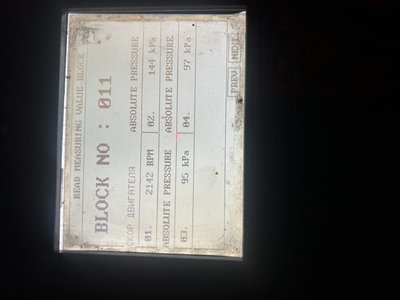 READ MEASURING VALUE BLOCK
BLOCK NO : 011
СКОР ДВИГАТЕЛЯ ABSOLUTE PRESSURE
01. 2142 RPM 02. 144 kPa
ABSOLUTE PRESSURE ABSOLUTE PRESSURE
03. 95 kPa 04. 97 kPa
PREV NEXT